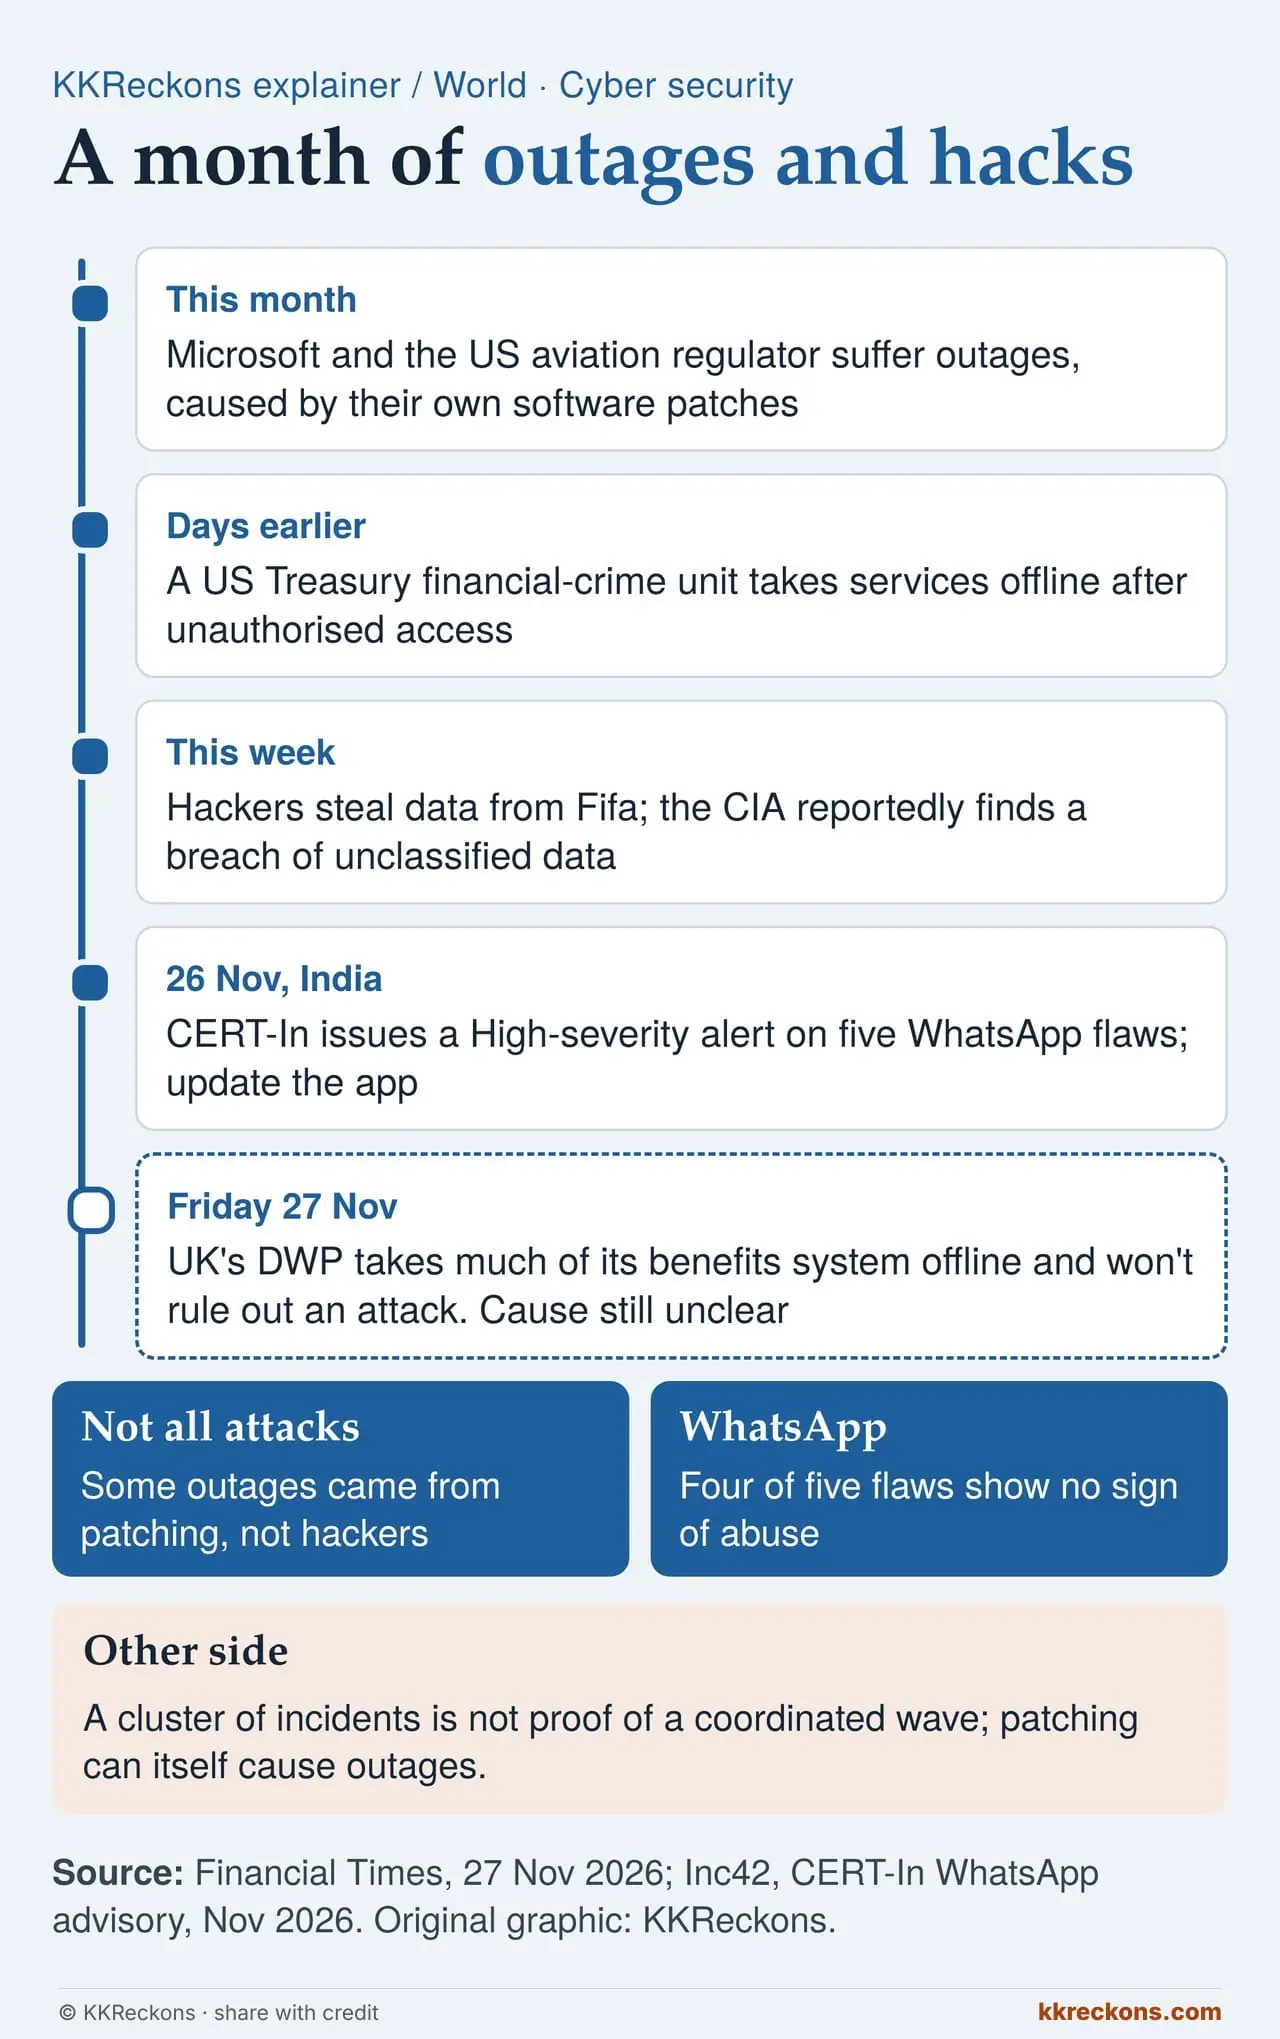 KKReckons explainer / World · Cyber security
A month of outages and hacks
This month
Microsoft and the US aviation regulator suffer outages,
caused by their own software patches
Days earlier
A US Treasury financial-crime unit takes services offline after
unauthorised access
This week
Hackers steal data from Fifa; the CIA reportedly finds a
breach of unclassified data
26 Nov, India
CERT-In issues a High-severity alert on five WhatsApp flaws;
update the app
Friday 27 Nov
UK's DWP takes much of its benefits system offline and won't
rule out an attack. Cause still unclear
Not all attacks
Some outages came from
patching, not hackers
WhatsApp
Four of five flaws show no sign
of abuse
Other side
A cluster of incidents is not proof of a coordinated wave; patching
can itself cause outages.
Source: Financial Times, 27 Nov 2026; Inc42, CERT-In WhatsApp
advisory, Nov 2026. Original graphic: KKReckons.
© KKReckons · share with credit
kkreckons.com